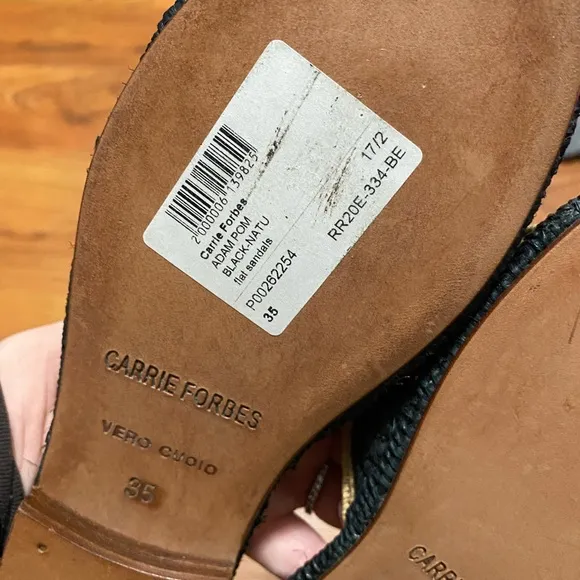 2000006139825
Carrie Forbes
ADAM POM
BLACK-NATU
flat sandals
P00262254
35
17/2
RR20E-334-BE
CARRIE FORBES
VERO CUOIO
35
CARR